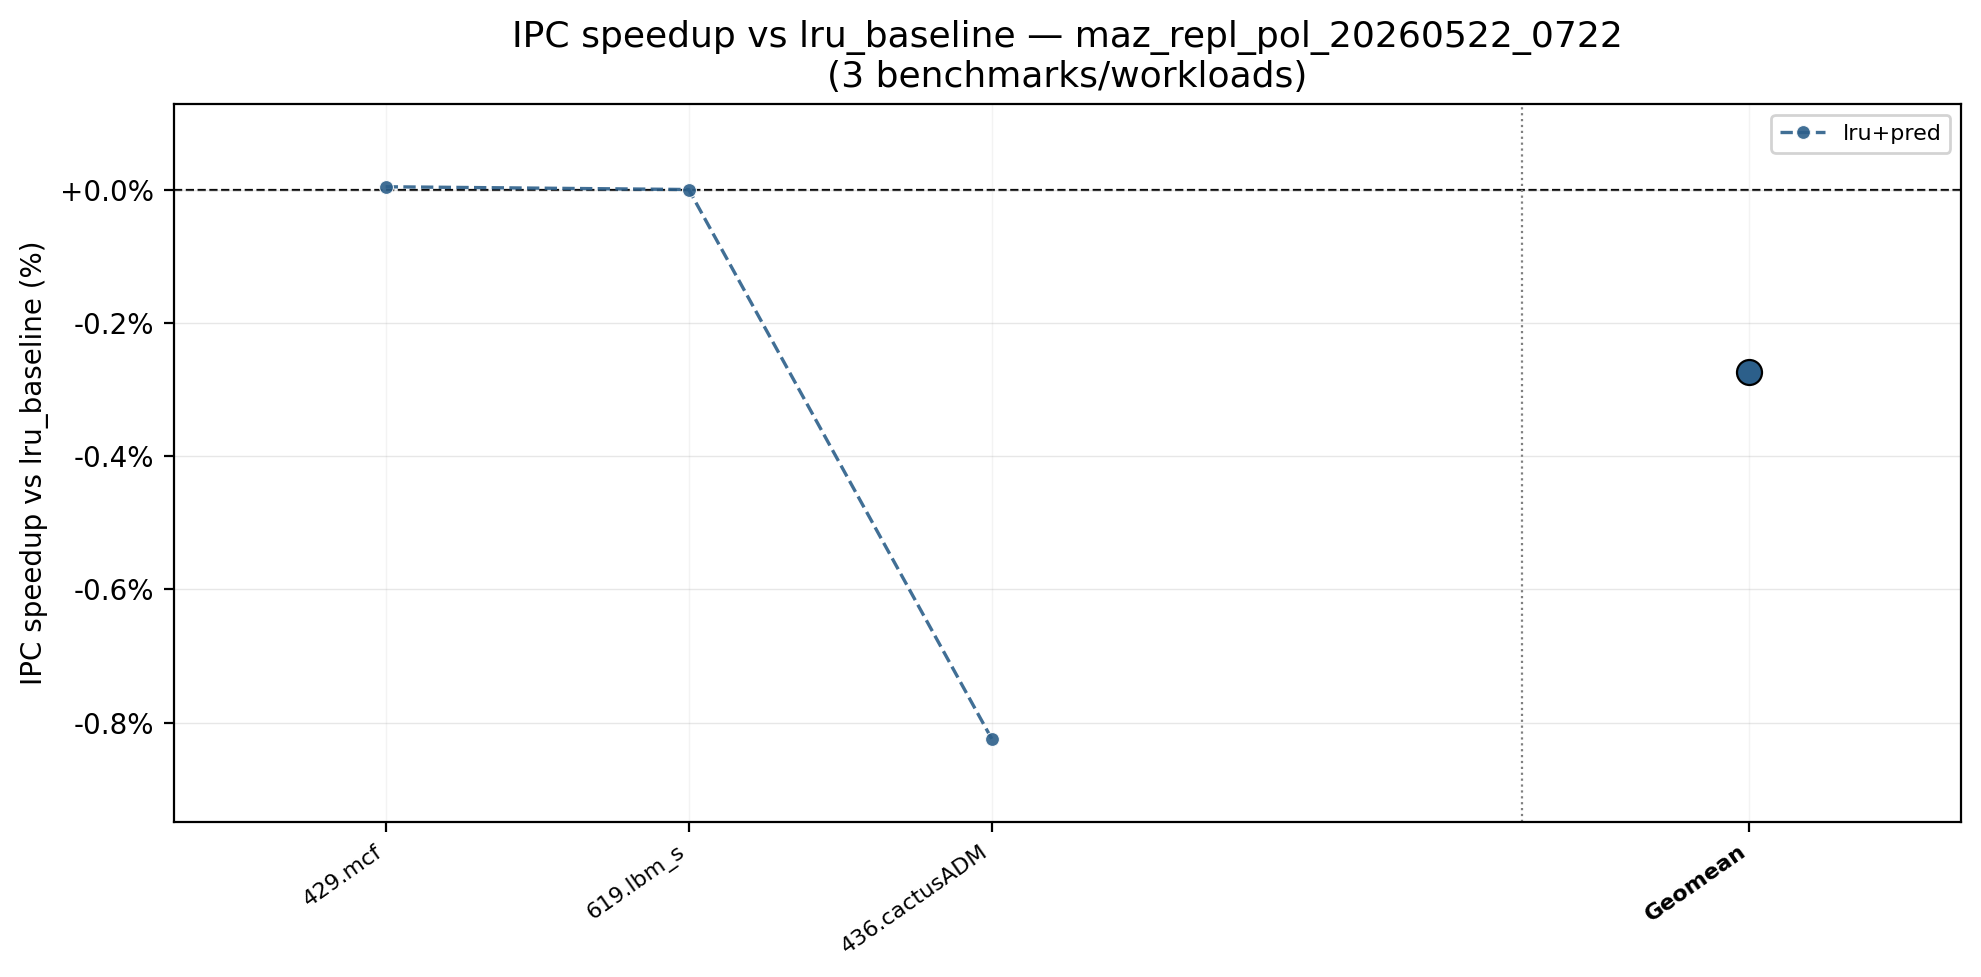 IPC speedup vs lru_baseline — maz_repl_pol_20260522_0722
(3 benchmarks/workloads)
lru+pred
IPC speedup vs lru_baseline (%)
+0.0%
-0.2%
-0.4%
-0.6%
-0.8%
429.mcf
619.lbm_s
436.cactusADM
Geomean